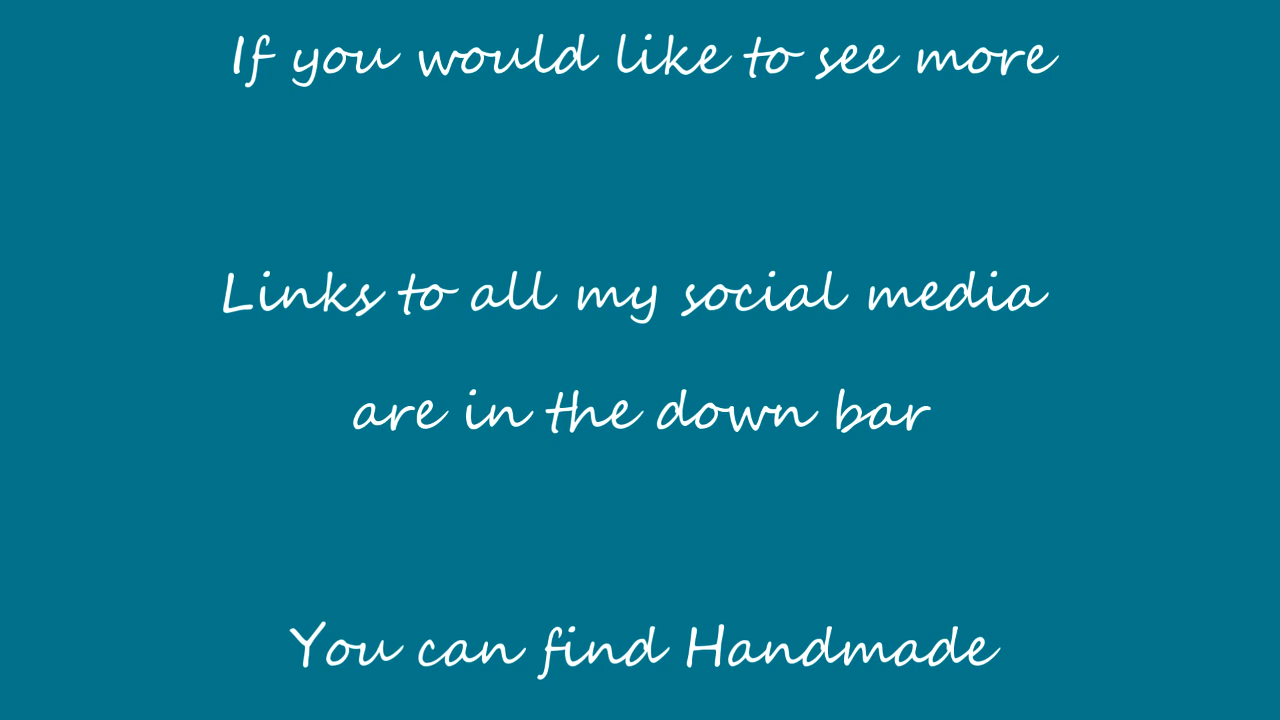 If you would like to see more
Links to all my social media
are in the down bar
You can find Handmade